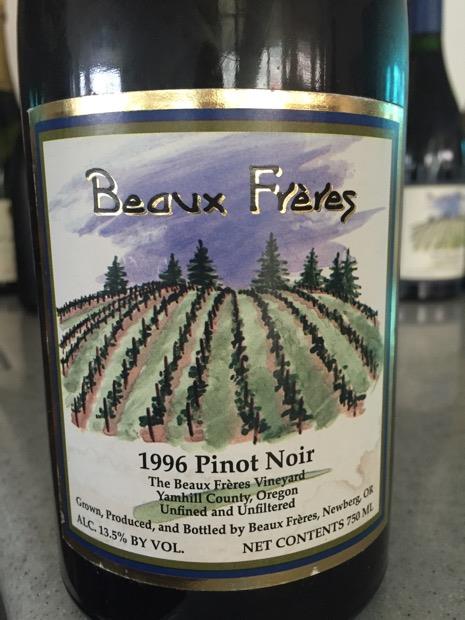 Beaux Frères
1996 Pinot Noir
The Beaux Frères Vineyard
Yamhill County, Oregon
Unfined and Unfiltered
Grown, Produced, and Bottled by Beaux Frères, Newberg, OR
ALC. 13.5% BY VOL. NET CONTENTS 750 ML